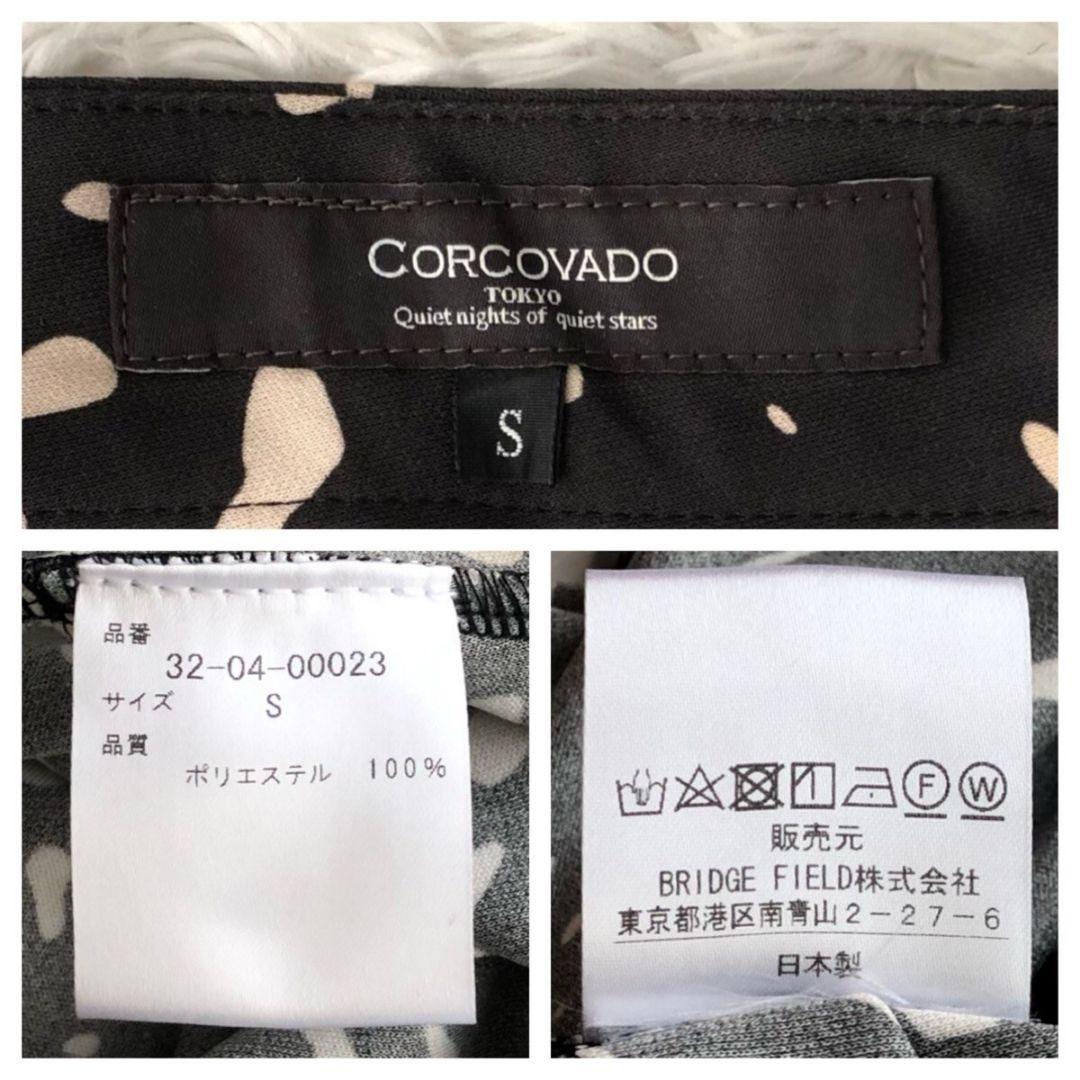 CORCOVADO
TOKYO
Quiet nights of quiet stars
S
品番
32-04-00023
サイズ S
品質
ポリエステル 100%
F W
販売元
BRIDGE FIELD株式会社
東京都港区南青山2-27-6
日本製